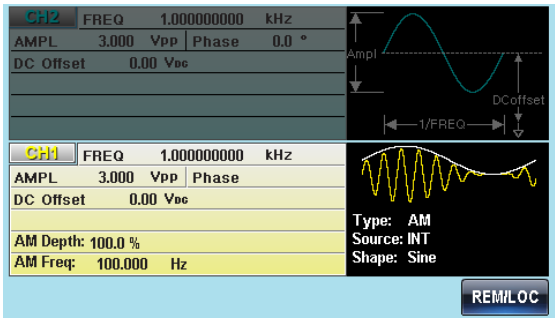 CH2 FREQ 1.000000000 kHz
AMPL 3.000 Vpp Phase 0.0 °
DC Offset 0.00 VDC
Ampl
DCoffset
1/FREQ
CH1 FREQ 1.000000000 kHz
AMPL 3.000 Vpp Phase
DC Offset 0.00 VDC
AM Depth: 100.0 %
AM Freq: 100.000 Hz
Type: AM
Source: INT
Shape: Sine
REM/LOC